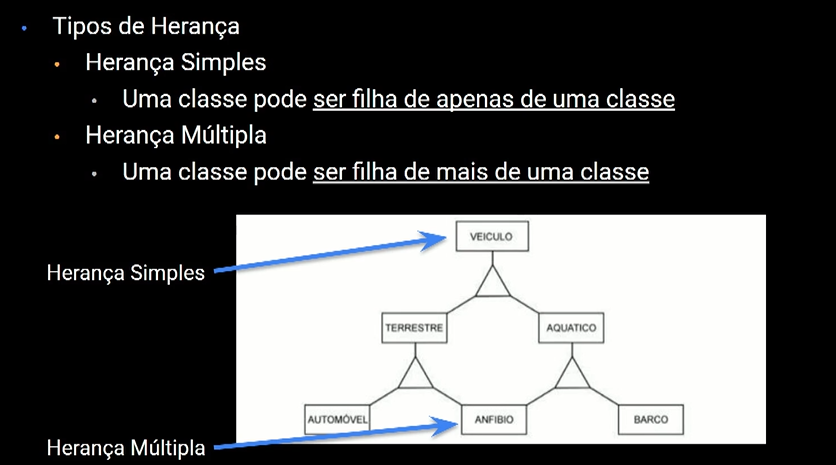 Tipos de Herança
Herança Simples
Uma classe pode ser filha de apenas de uma classe
Herança Múltipla
Uma classe pode ser filha de mais de uma classe
VEICULO
Herança Simples
TERRESTRE AQUATICO
AUTOMÓVEL ANFIBIO BARCO
Herança Múltipla